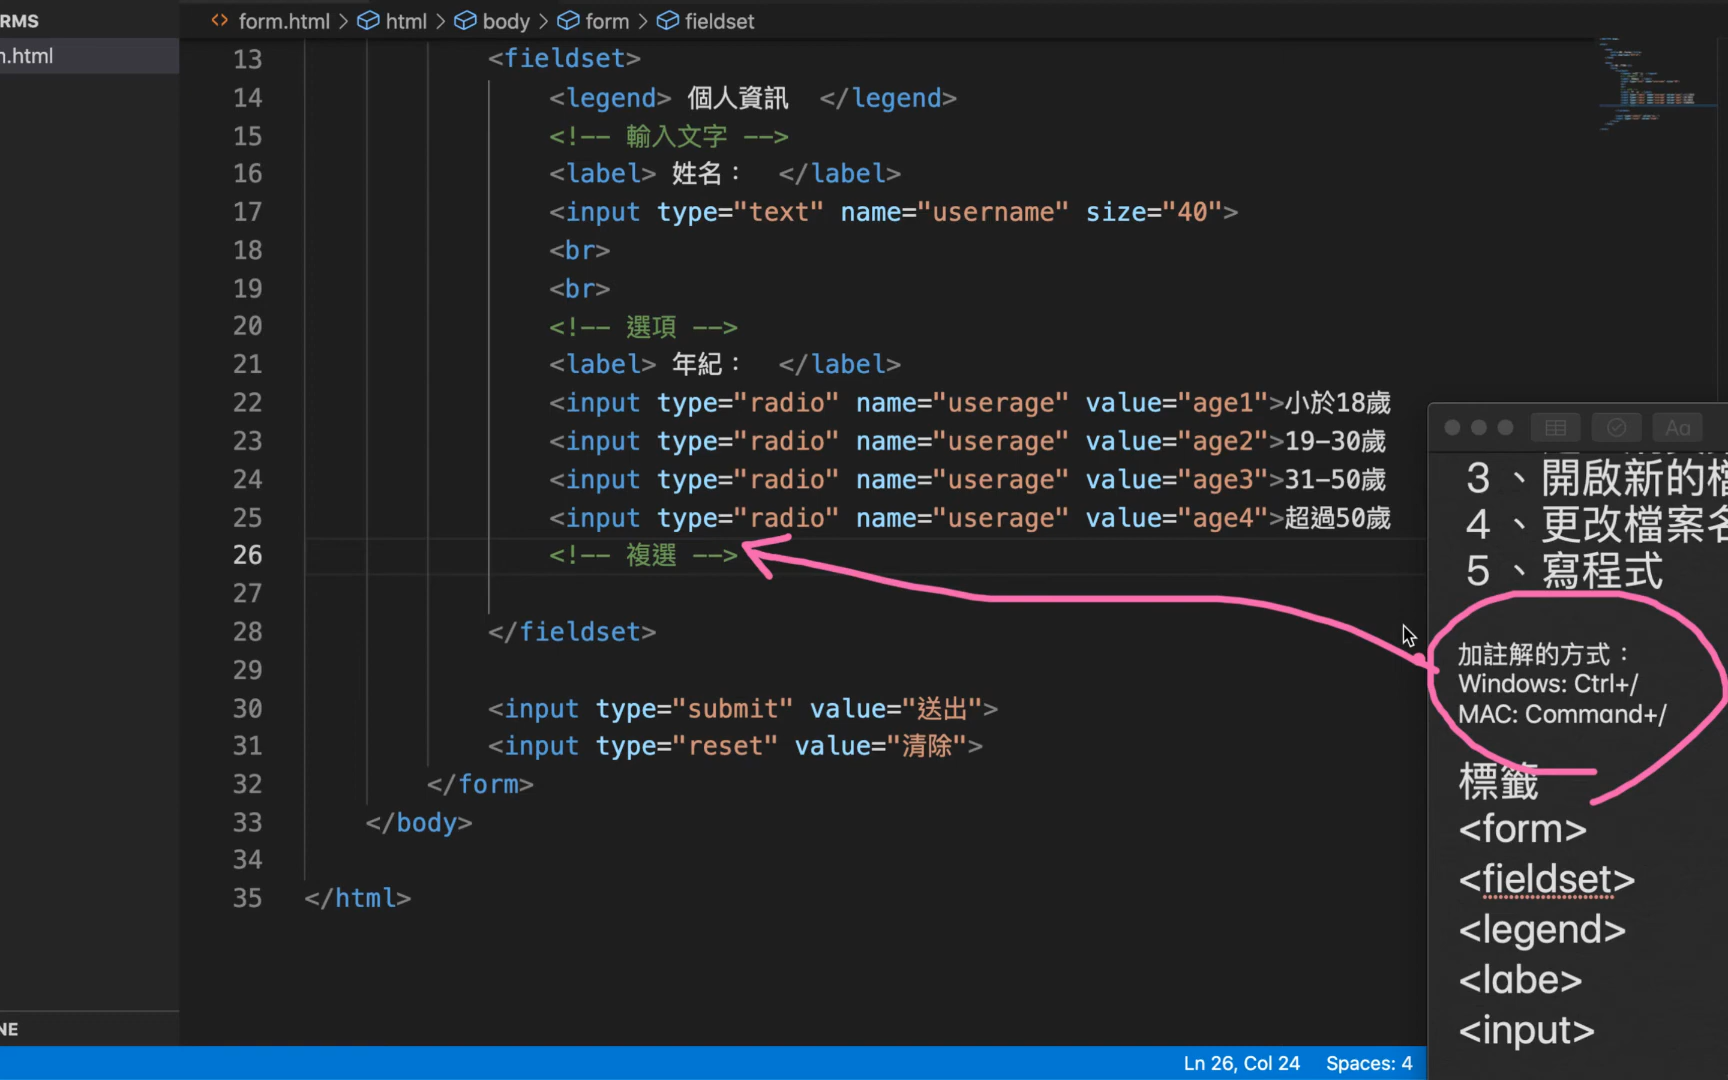 RMS
n.html
form.html > html > body > form > fieldset
13 <fieldset>
14 <legend> 個人資訊 </legend>
15 <!-- 輸入文字 -->
16 <label> 姓名： </label>
17 <input type="text" name="username" size="40">
18 <br>
19 <br>
20 <!-- 選項 -->
21 <label> 年紀： </label>
22 <input type="radio" name="userage" value="age1">小於18歲
23 <input type="radio" name="userage" value="age2">19-30歲
24 <input type="radio" name="userage" value="age3">31-50歲
25 <input type="radio" name="userage" value="age4">超過50歲
26 <!-- 複選 -->
27
28 </fieldset>
29
30 <input type="submit" value="送出">
31 <input type="reset" value="清除">
32 </form>
33 </body>
34
35 </html>
NE
Ln 26, Col 24 Spaces: 4
Aa
3、開啟新的檔
4、更改檔案名
5、寫程式
加註解的方式：
Windows: Ctrl+/
MAC: Command+/
標籤
<form>
<fieldset>
<legend>
<labe>
<input>